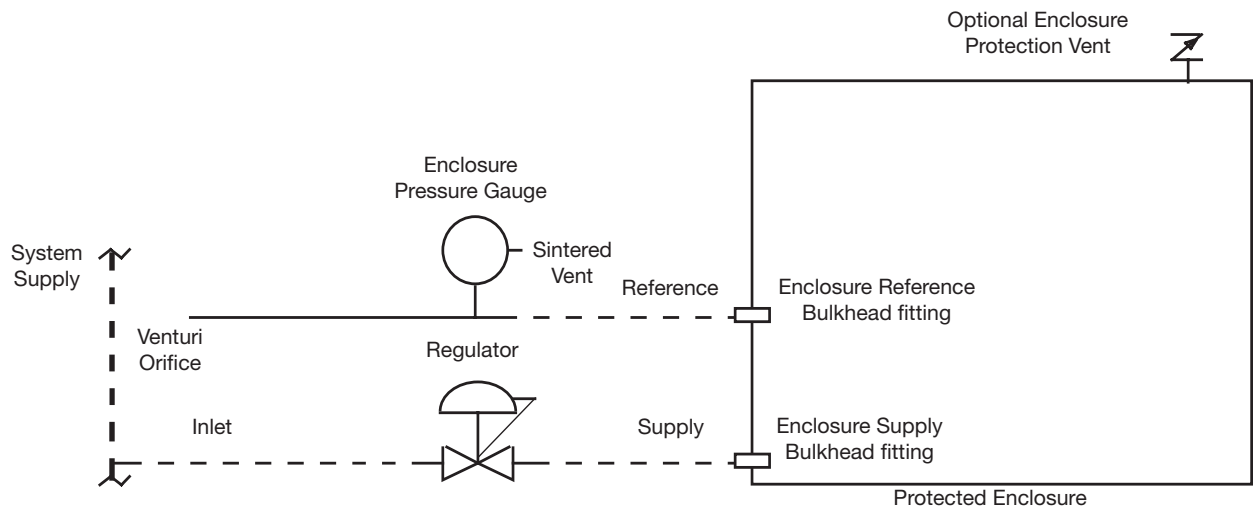 Optional Enclosure
Protection Vent
Enclosure
Pressure Gauge
System
Supply
Sintered
Vent
Reference
Enclosure Reference
Bulkhead fitting
Venturi
Orifice
Regulator
Inlet
Supply
Enclosure Supply
Bulkhead fitting
Protected Enclosure